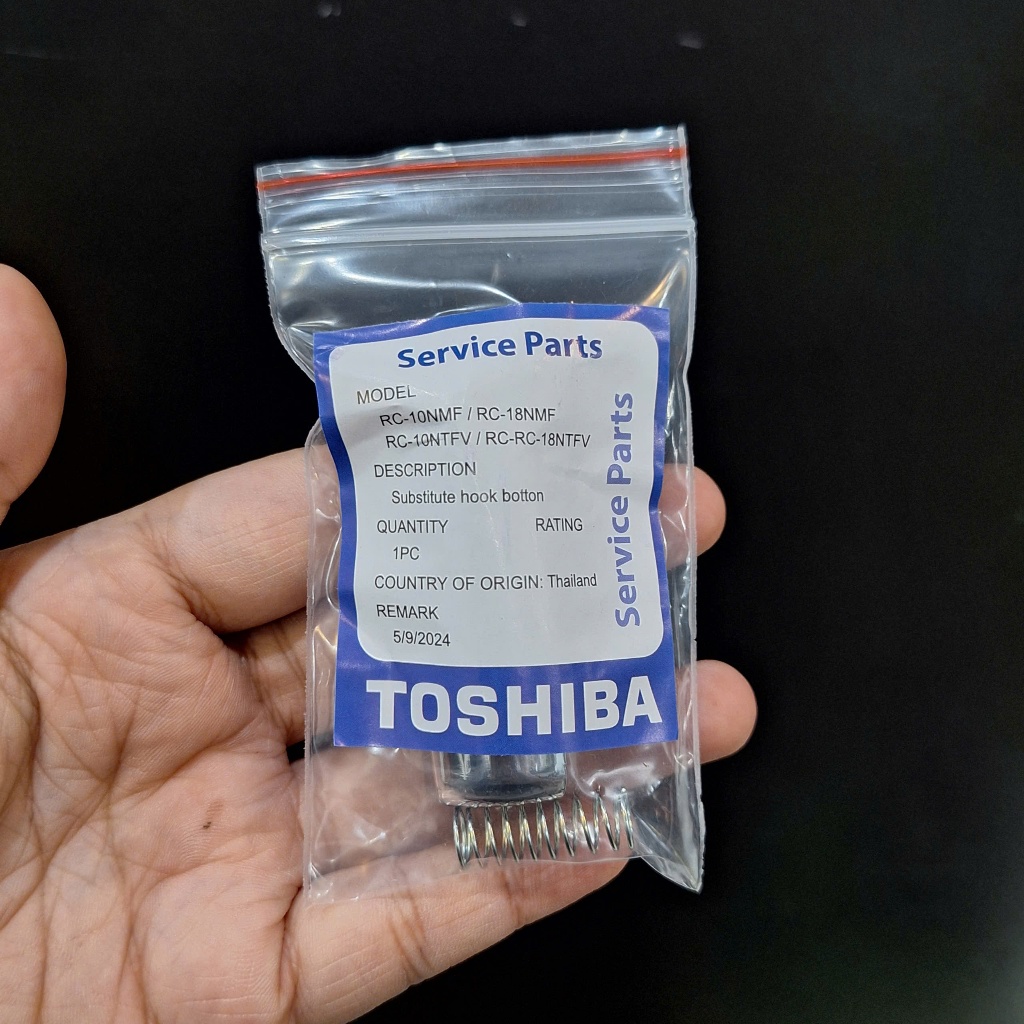 Service Parts
MODEL
RC-10NMF / RC-18NMF
RC-10NTFV / RC-RC-18NTFV
DESCRIPTION
Substitute hook botton
QUANTITY RATING
1PC
COUNTRY OF ORIGIN: Thailand
REMARK
5/9/2024
Service Parts
TOSHIBA